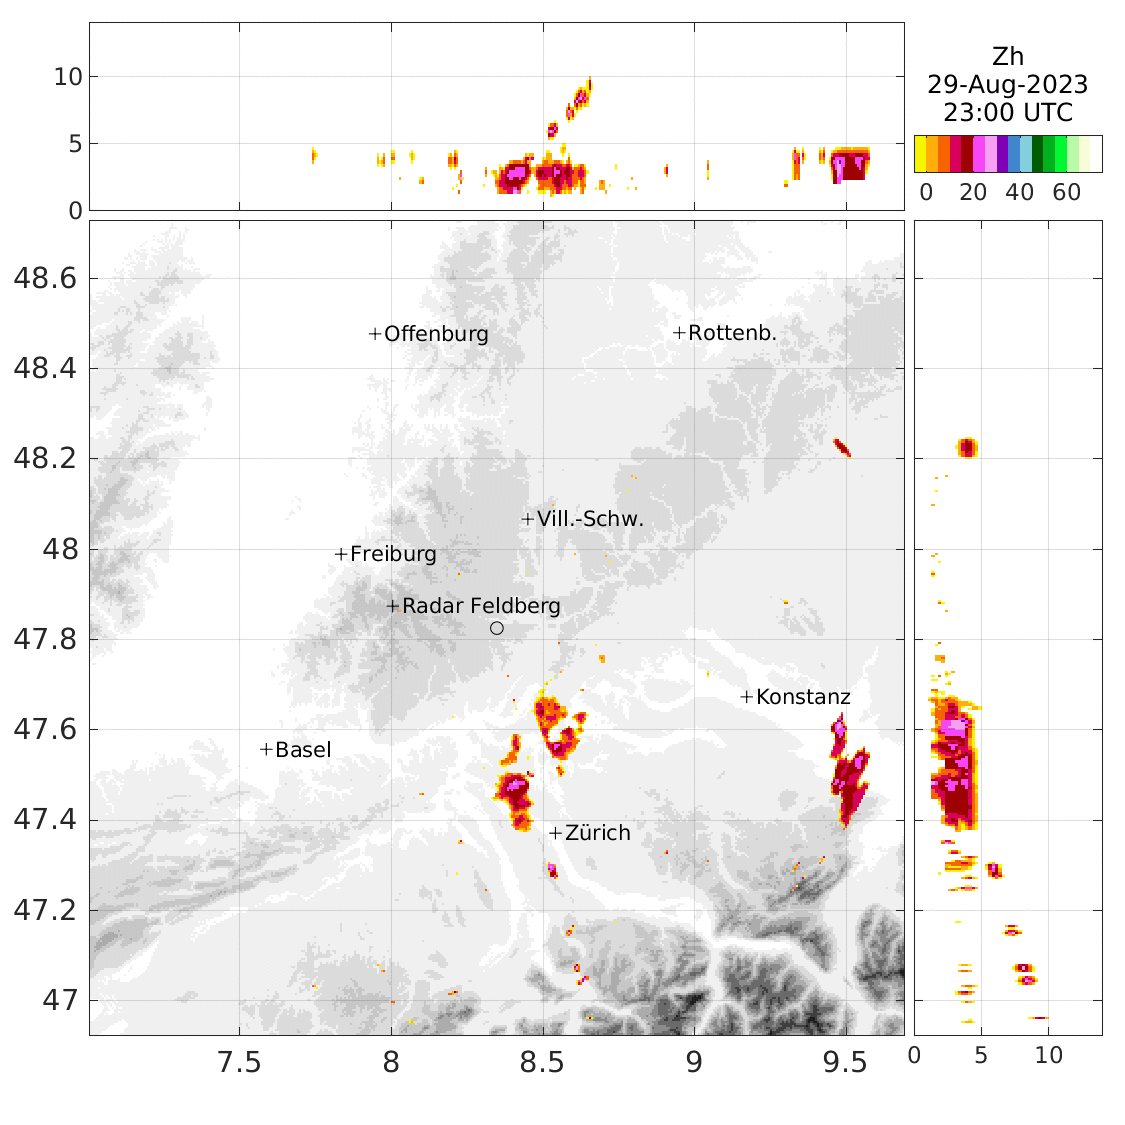 10
5
0
Zh
29-Aug-2023
23:00 UTC
0 20 40 60
48.6
48.4
48.2
48
47.8
47.6
47.4
47.2
47
+Offenburg
+Rottenb.
+Vill.-Schw.
+Freiburg
+Radar Feldberg
+Konstanz
+Basel
+Zürich
7.5 8 8.5 9 9.5
0 5 10